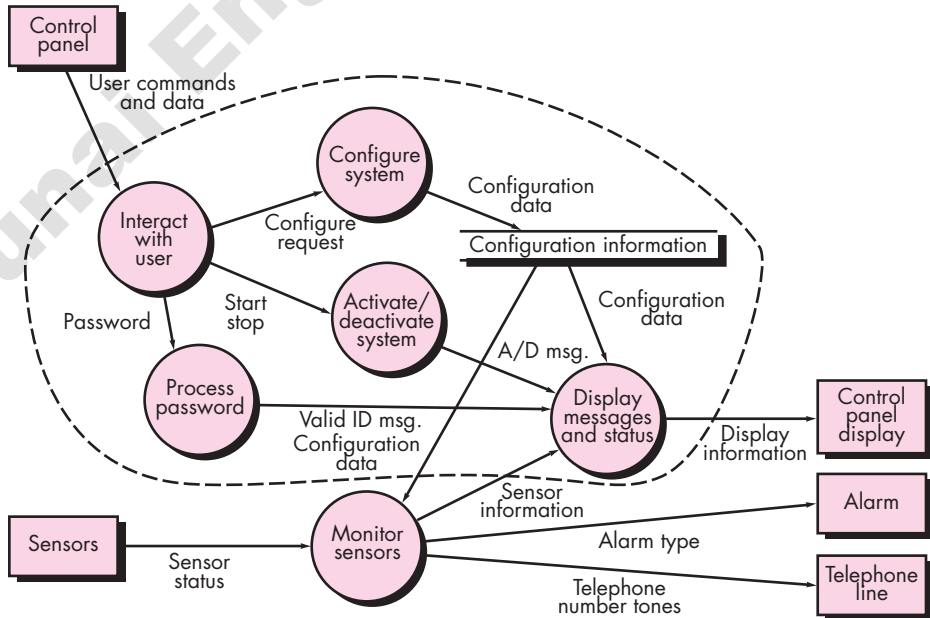 Control
panel
User commands
and data
Configure
system
Configuration
data
Interact
with
user
Configure
request
Configuration information
Start
stop
Activate/
deactivate
system
Configuration
data
Password
A/D msg.
Process
password
Display
messages
and status
Control
panel
display
Valid ID msg.
Configuration
data
Display
information
Sensor
information
Alarm
Sensors
Monitor
sensors
Alarm type
Sensor
status
Telephone
number tones
Telephone
line